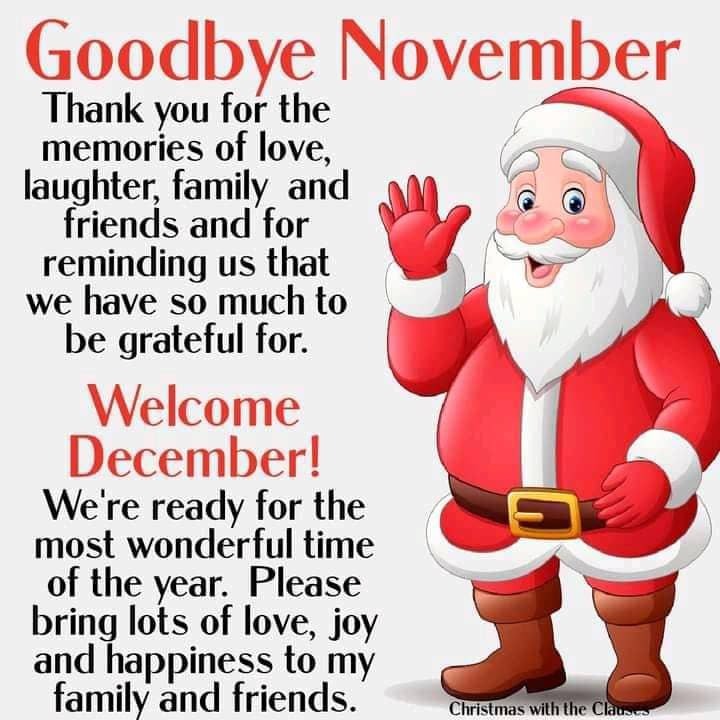 Goodbye November
Thank you for the
memories of love,
laughter, family and
friends and for
reminding us that
we have so much to
be grateful for.
Welcome
December!
We're ready for the
most wonderful time
of the year. Please
bring lots of love, joy
and happiness to my
family and friends.
Christmas with the Clauses